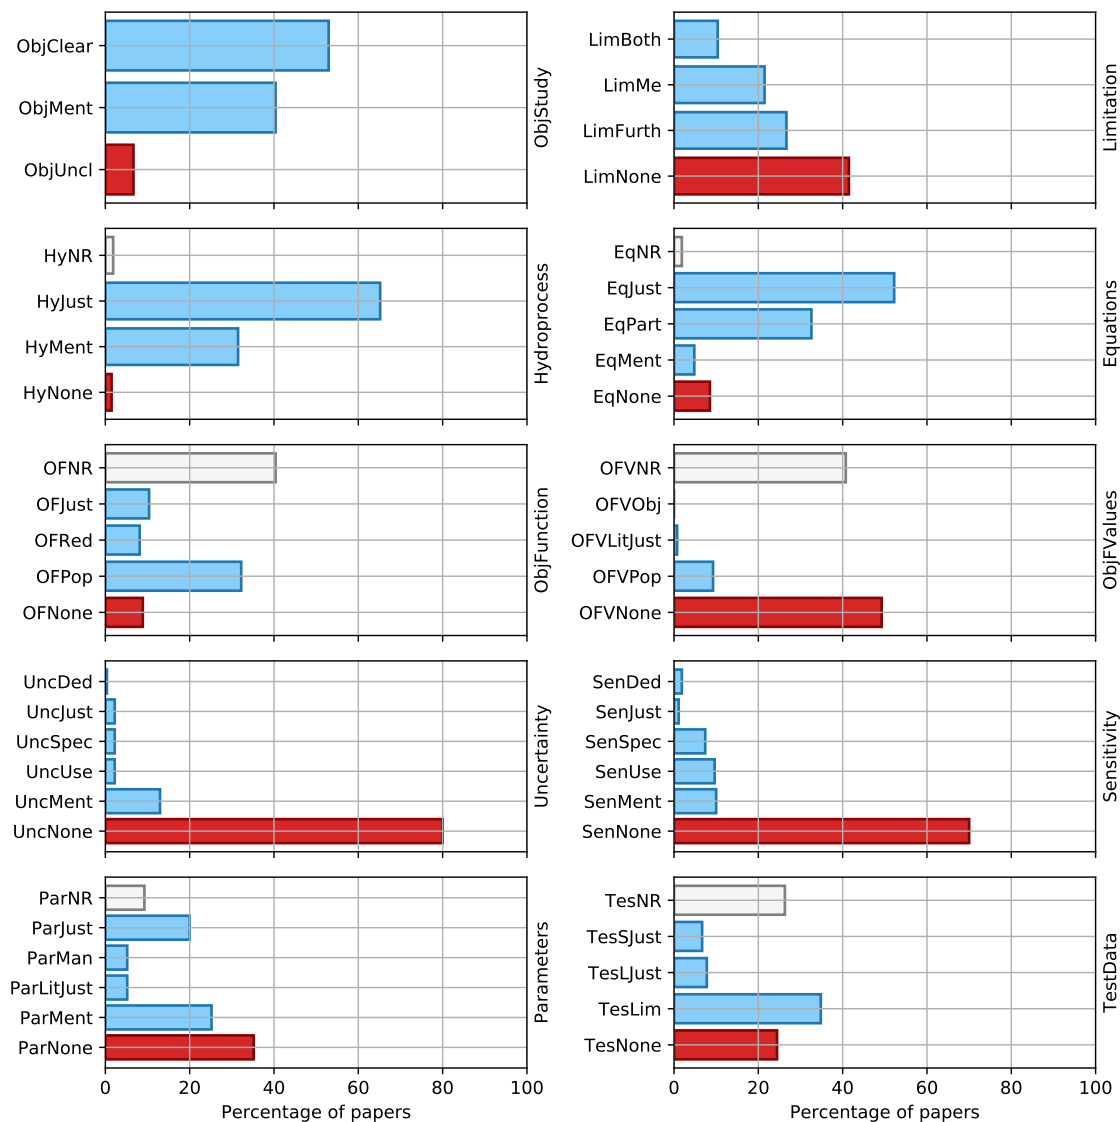 ObjClear
ObjMent
ObjUncl
ObjStudy
LimBoth
LimMe
LimFurth
LimNone
Limitation
HyNR
HyJust
HyMent
HyNone
Hydroprocess
EqNR
EqJust
EqPart
EqMent
EqNone
Equations
OFNR
OFJust
OFRed
OFPop
OFNone
ObjFunction
OFVNR
OFVObj
OFVLitJust
OFVPop
OFVNone
ObjFValues
UncDed
UncJust
UncSpec
UncUse
UncMent
UncNone
Uncertainty
SenDed
SenJust
SenSpec
SenUse
SenMent
SenNone
Sensitivity
ParNR
ParJust
ParMan
ParLitJust
ParMent
ParNone
Parameters
0 20 40 60 80 100
Percentage of papers
TesNR
TesSJust
TesLJust
TesLim
TesNone
TestData
0 20 40 60 80 100
Percentage of papers